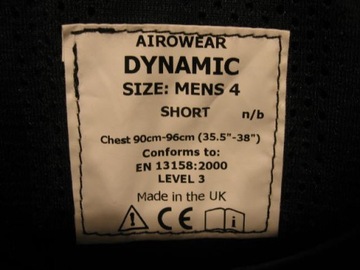 AIROWEAR
DYNAMIC
SIZE: MENS 4
SHORT n/b
Chest 90cm-96cm (35.5"-38")
Conforms to:
EN 13158:2000
LEVEL 3
Made in the UK
! CE i